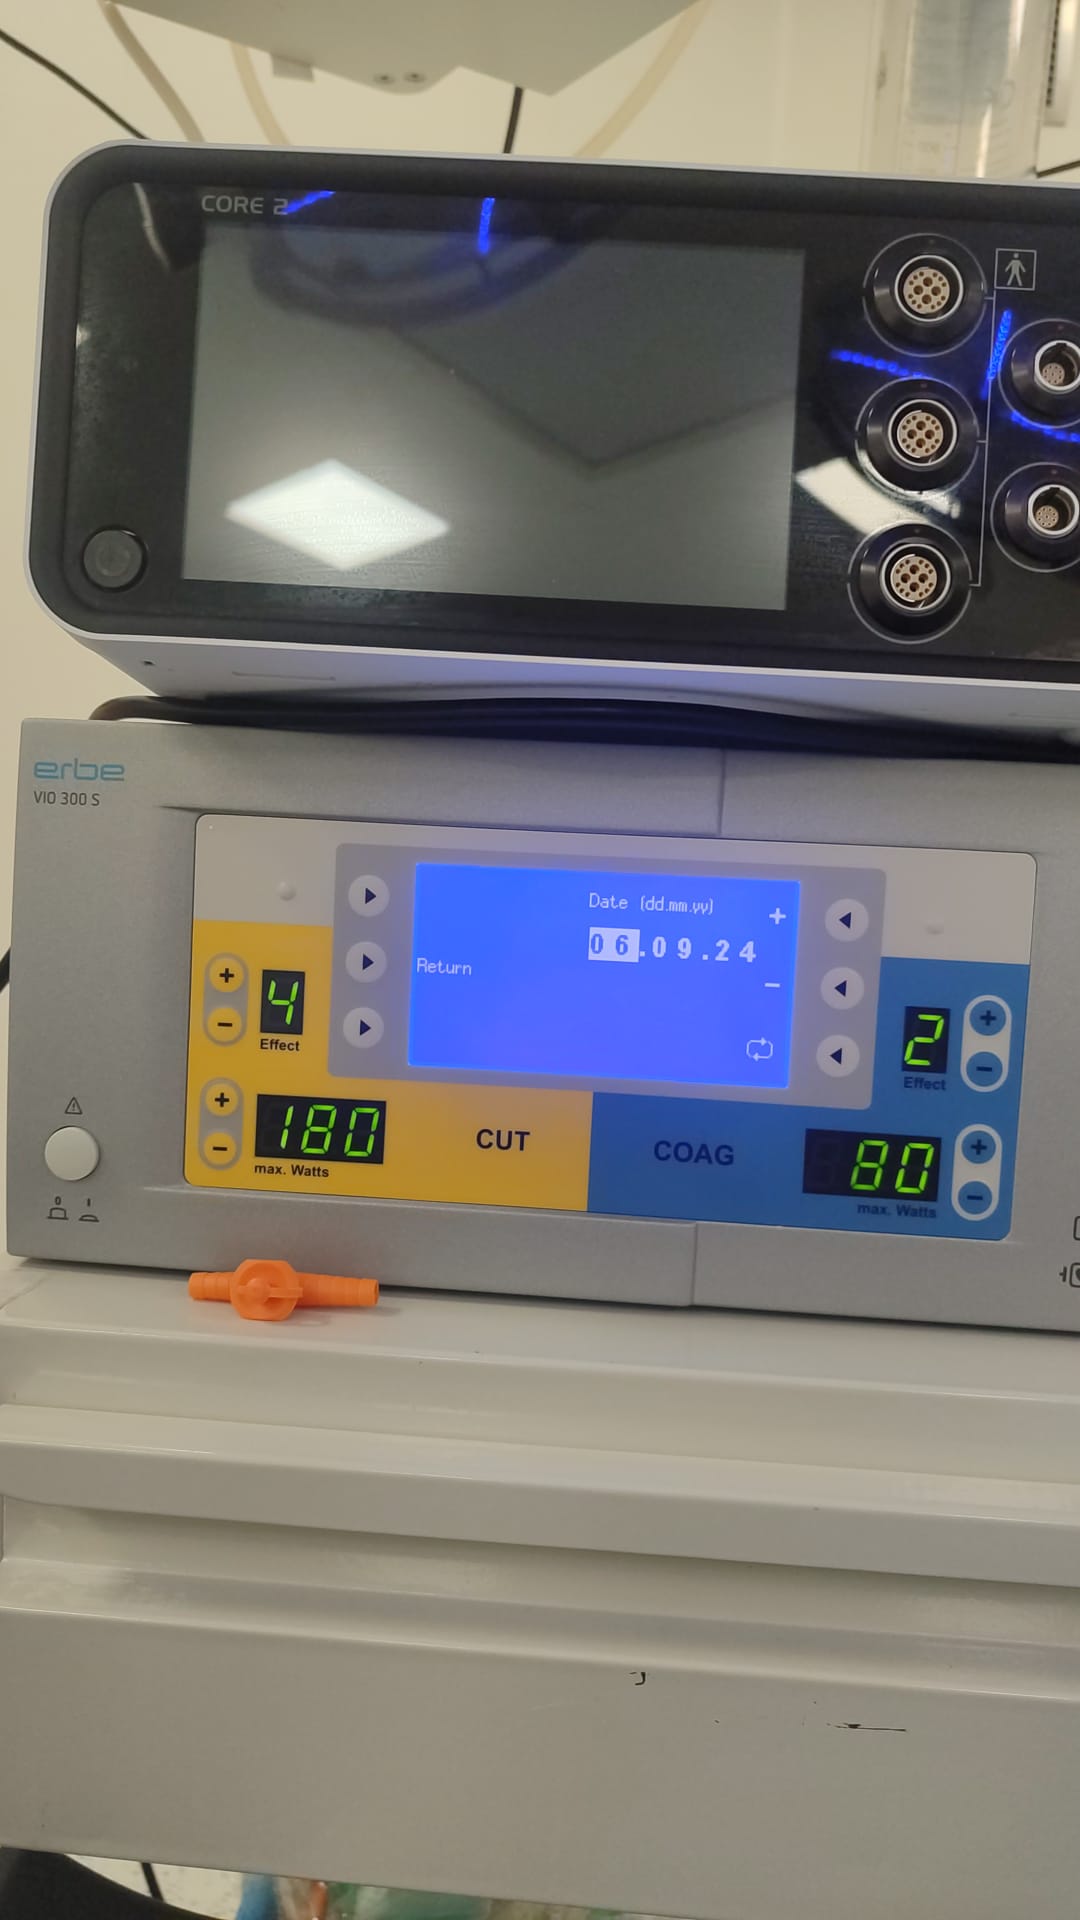 CORE 2
erbe
VIO 300 S
Date (dd.mm.yy)
+
06.09.24
Return
−
+
4
−
Effect
2
+
−
Effect
+
180
−
max. Watts
CUT
COAG
80
+
−
max. Watts
0 I